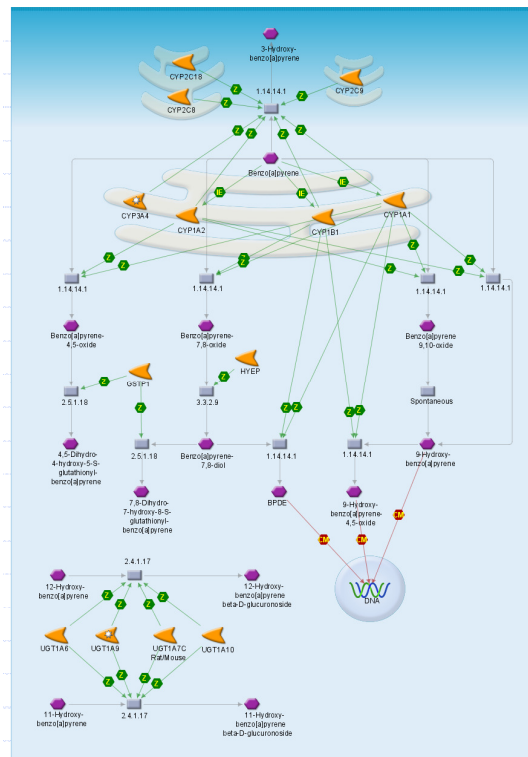 3-Hydroxy-
benzo[a]pyrene
CYP2C18
CYP2C9
1.14.14.1
CYP2C8
Z
Z
Z
Z
Z
Z
Z
Benzo[a]pyrene
IE
IE
IE
CYP3A4
CYP1A2
CYP1B1
CYP1A1
Z
Z
Z
Z
Z
Z
Z
Z
1.14.14.1
1.14.14.1
1.14.14.1
1.14.14.1
Benzo[a]pyrene-
4,5-oxide
Benzo[a]pyrene-
7,8-oxide
Benzo[a]pyrene
9,10-oxide
GSTP1
HYEP
Z
Z
Z
2.5.1.18
3.3.2.9
Spontaneous
Z
Z
Z
Z
4,5-Dihydro-
4-hydroxy-5-S-
glutathionyl-
benzo[a]pyrene
2.5.1.18
Benzo[a]pyrene-
7,8-diol
1.14.14.1
1.14.14.1
9-Hydroxy-
benzo[a]pyrene
7,8-Dihydro-
7-hydroxy-8-S-
glutathionyl-
benzo[a]pyrene
BPDE
9-Hydroxy-
benzo[a]pyrene-
4,5-oxide
CM
CM
CM
DNA
2.4.1.17
12-Hydroxy-
benzo[a]pyrene
12-Hydroxy-
benzo[a]pyrene
beta-D-glucuronoside
Z
Z
Z
Z
UGT1A6
UGT1A9
UGT1A7C
Rat/Mouse
UGT1A10
Z
Z
Z
Z
11-Hydroxy-
benzo[a]pyrene
2.4.1.17
11-Hydroxy-
benzo[a]pyrene
beta-D-glucuronoside